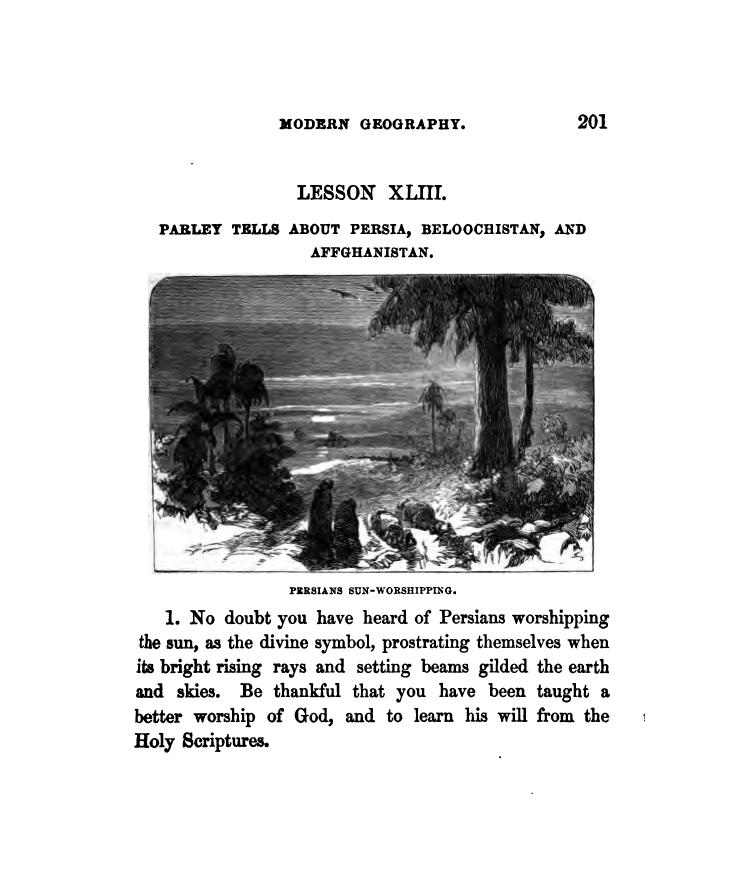 MODERN GEOGRAPHY. 201
LESSON XLIII.
PARLEY TELLS ABOUT PERSIA, BELOOCHISTAN, AND
AFFGHANISTAN.
PERSIANS SUN-WORSHIPPING.
1. No doubt you have heard of Persians worshipping
the sun, as the divine symbol, prostrating themselves when
its bright rising rays and setting beams gilded the earth
and skies. Be thankful that you have been taught a
better worship of God, and to learn his will from the
Holy Scriptures.